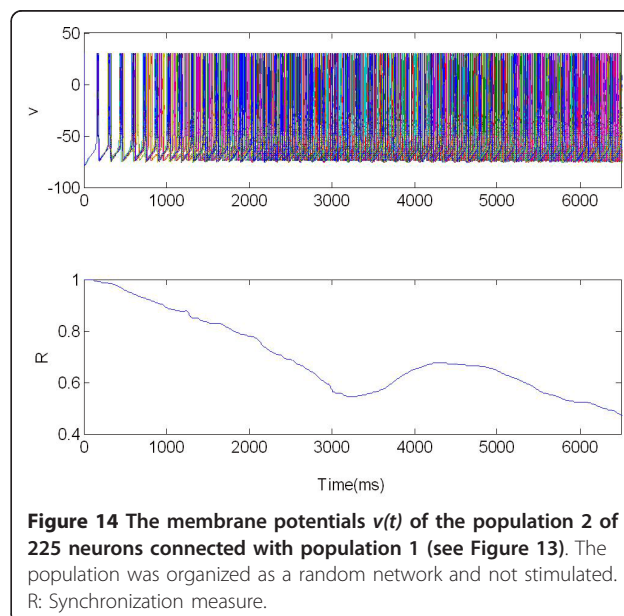 50
0
v
-50
-100
0 1000 2000 3000 4000 5000 6000
1
0.8
R
0.6
0.4
0 1000 2000 3000 4000 5000 6000
Time(ms)
Figure 14 The membrane potentials v(t) of the population 2 of
225 neurons connected with population 1 (see Figure 13). The
population was organized as a random network and not stimulated.
R: Synchronization measure.